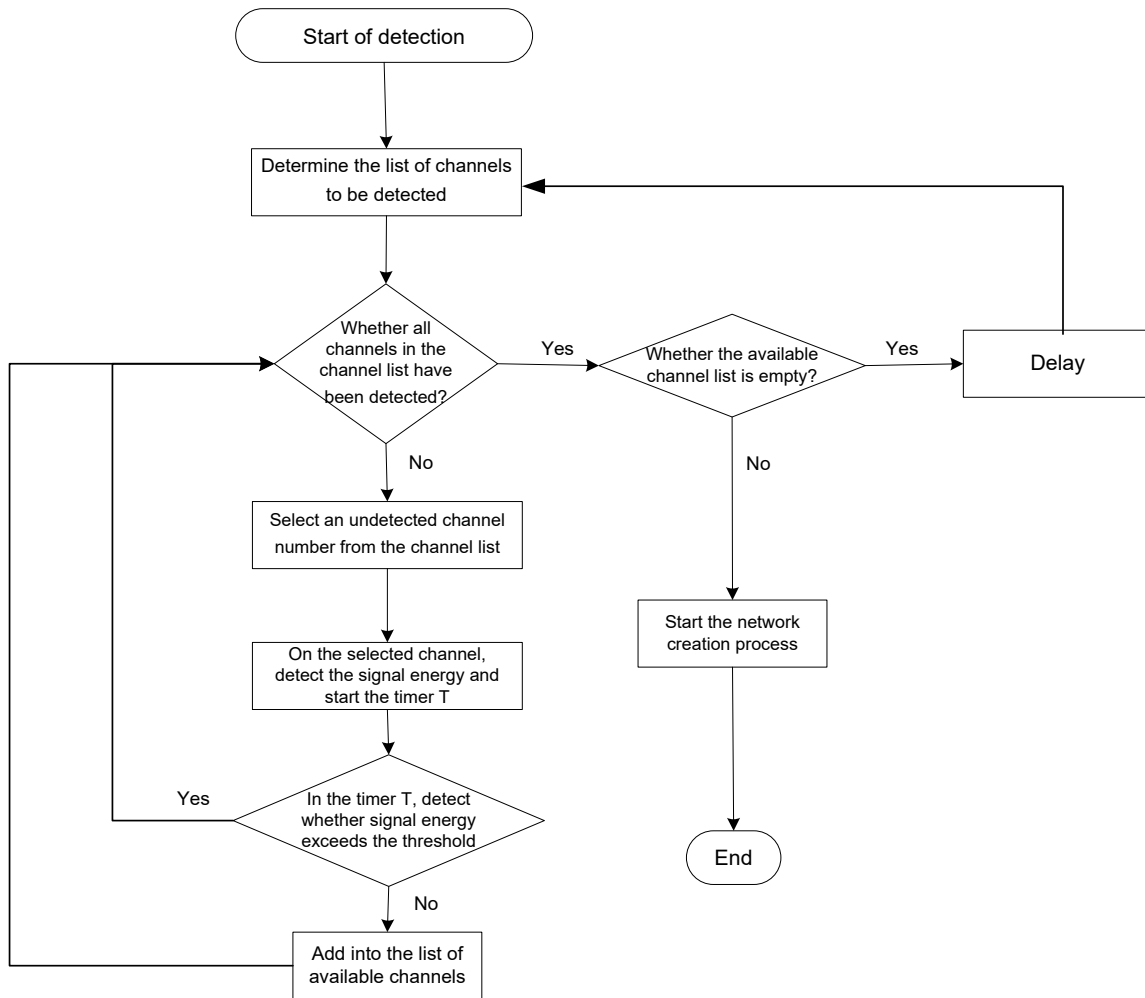 Start of detection
Determine the list of channels
to be detected
Whether all
channels in the
channel list have
been detected?
Yes
Whether the available
channel list is empty?
Yes
Delay
No
No
Select an undetected channel
number from the channel list
Start the network
creation process
On the selected channel,
detect the signal energy and
start the timer T
Yes
In the timer T, detect
whether signal energy
exceeds the threshold
End
No
Add into the list of
available channels